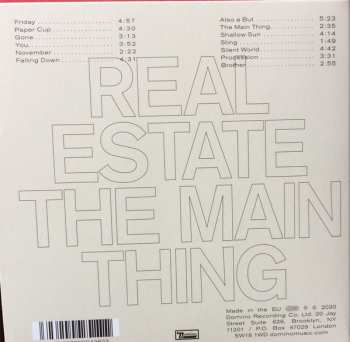 Friday 4:57
Paper Cup 4:30
Gone 3:13
You 3:52
November 2:23
Falling Down 4:31
Also a But 5:23
The Main Thing 2:35
Shallow Sun 4:14
Sting 1:49
Silent World 4:42
Procession 3:31
Brother 2:58
REAL
ESTATE
THE MAIN
THING
Made in the EU ℗ © 2020
Domino Recording Co. Ltd 20 Jay
Street Suite 626, Brooklyn, NY
11201 / P.O. Box 47029 London
SW18 1WD dominomusic.com